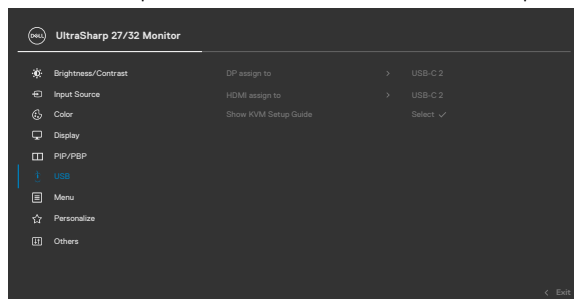 DELL UltraSharp 27/32 Monitor
Brightness/Contrast DP assign to > USB-C 2
Input Source HDMI assign to > USB-C 2
Color Show KVM Setup Guide Select ✓
Display
PIP/PBP
USB
Menu
Personalize
Others
< Exit